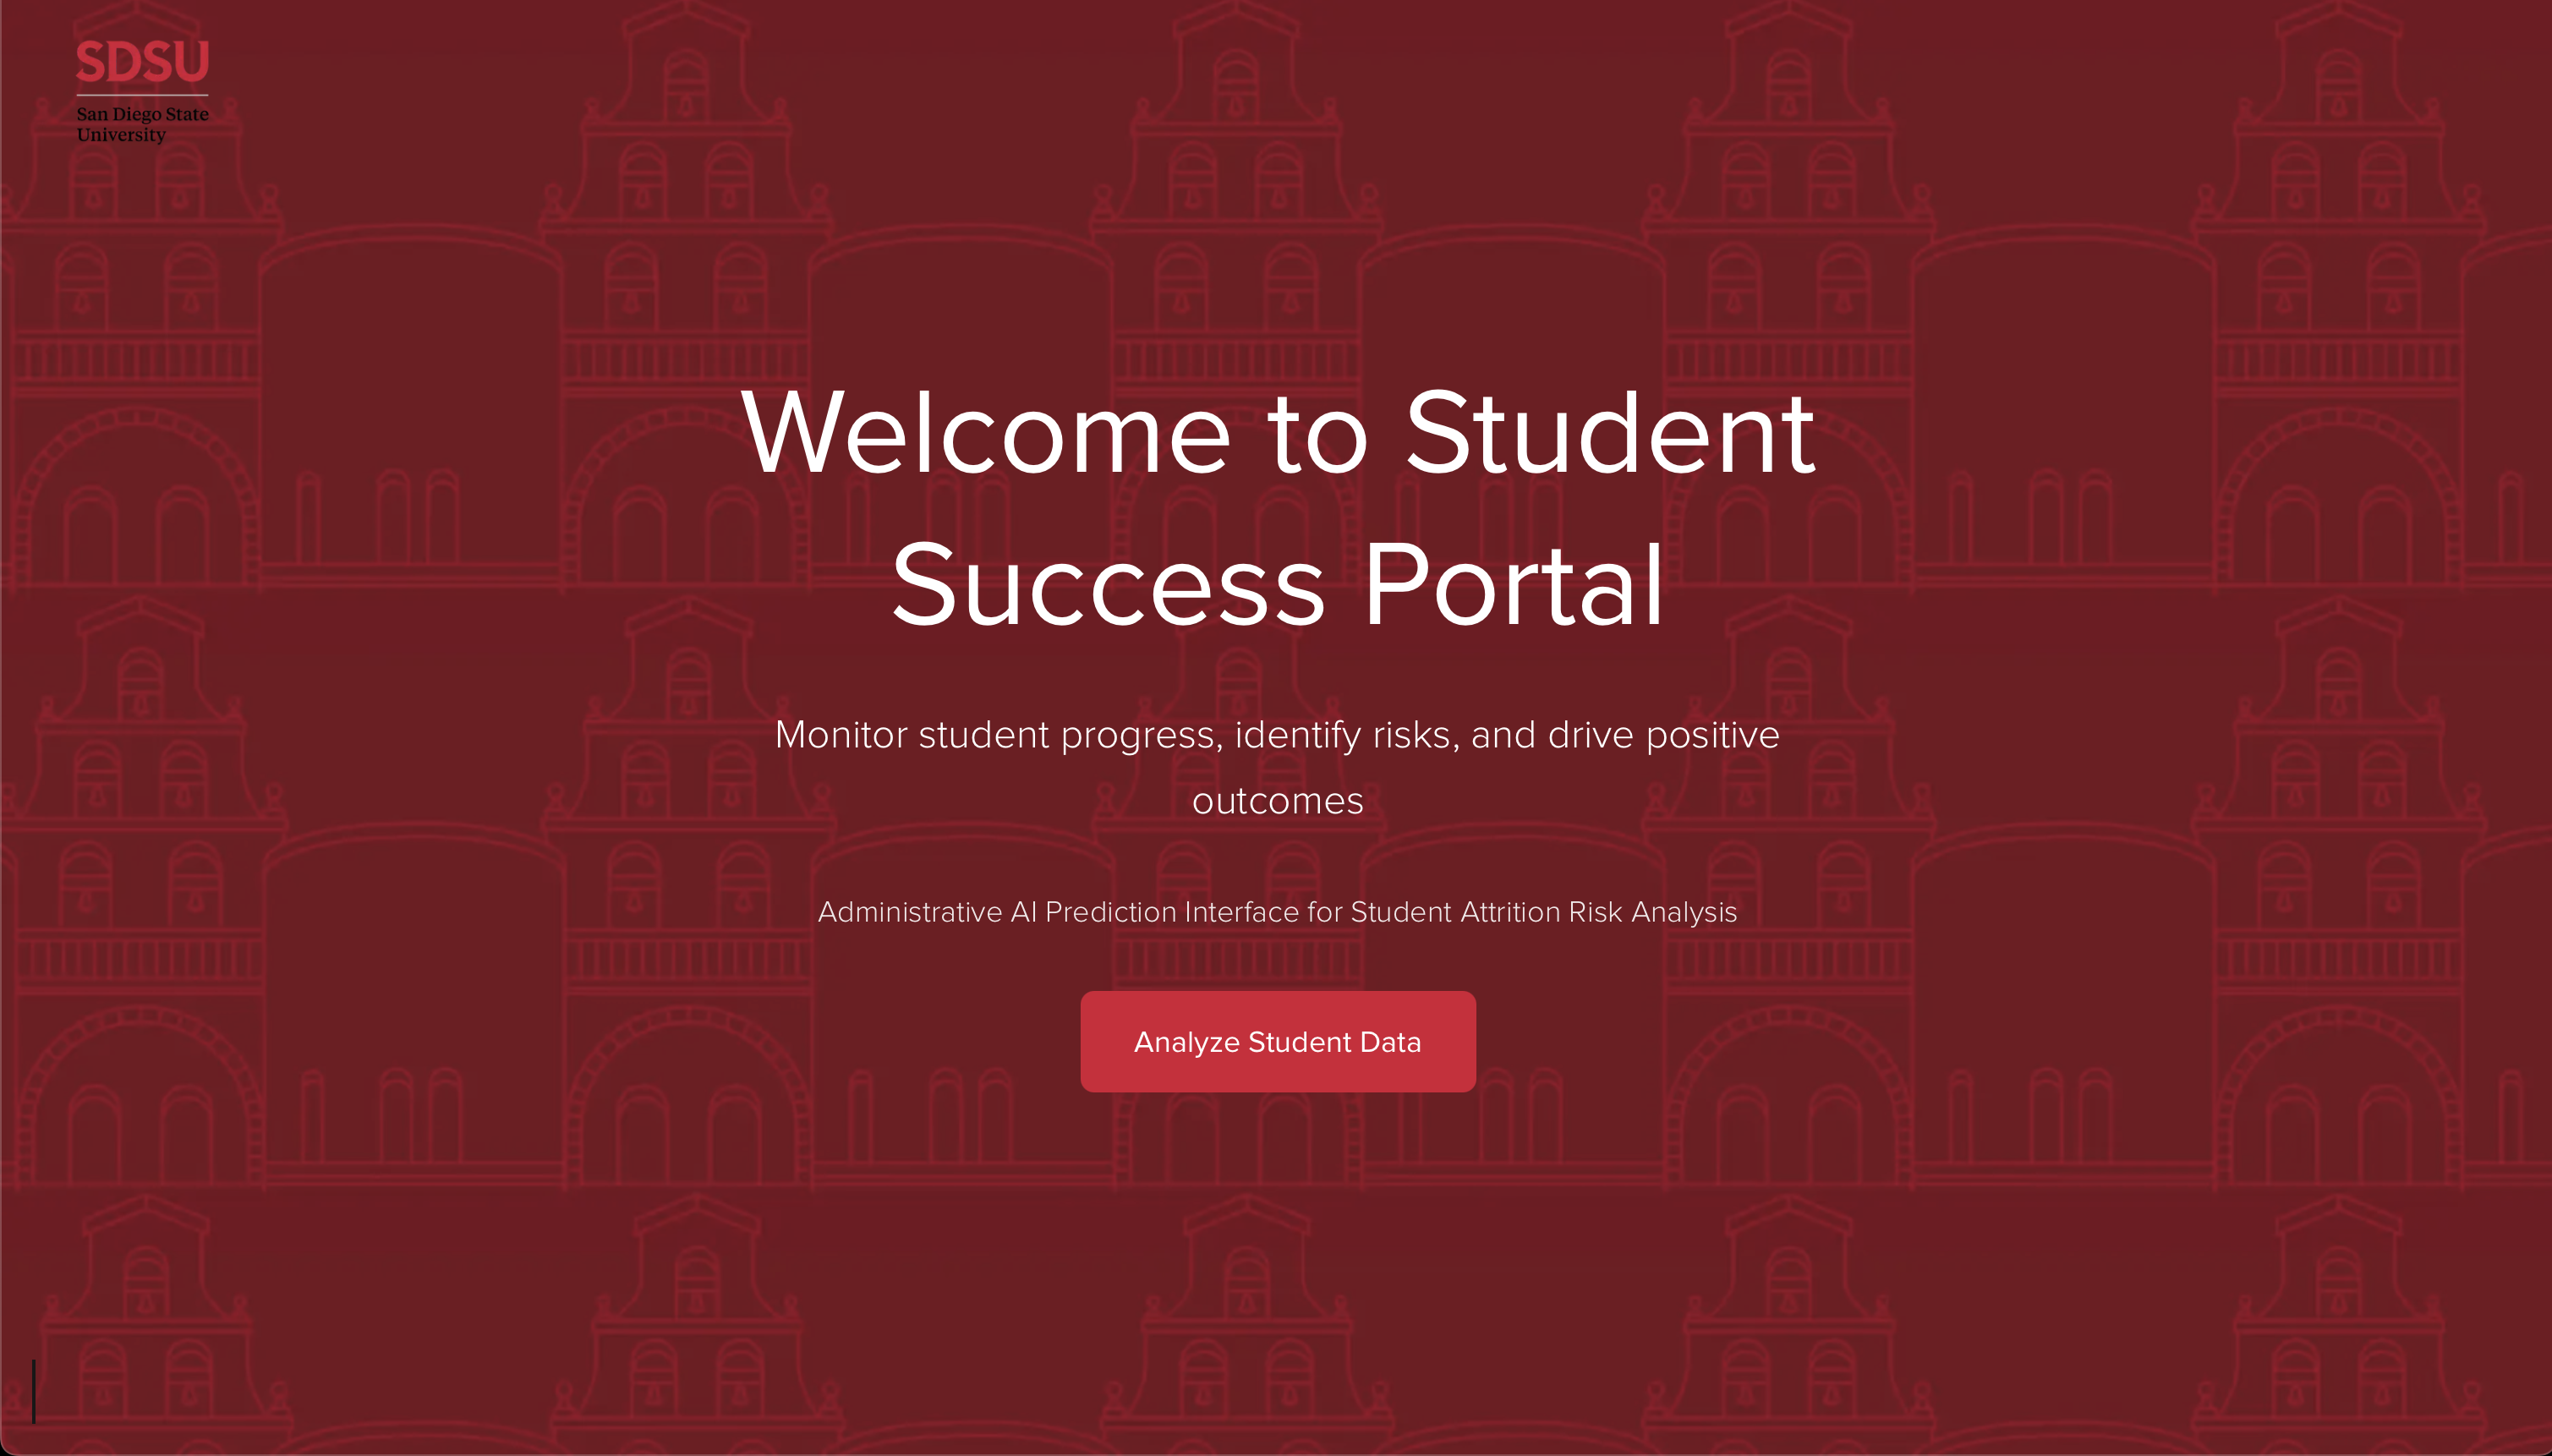 SDSU
San Diego State
University
Welcome to Student
Success Portal
Monitor student progress, identify risks, and drive positive
outcomes
Administrative AI Prediction Interface for Student Attrition Risk Analysis
Analyze Student Data